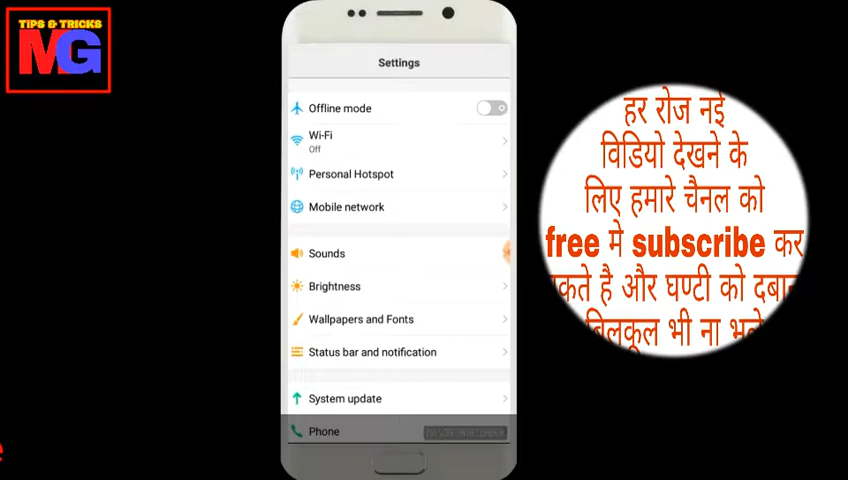 TIPS & TRICKS
MG
Settings
Offline mode
Wi-Fi
Off
Personal Hotspot
Mobile network
Sounds
Brightness
Wallpapers and Fonts
Status bar and notification
System update
Phone
हर रोज नई
विडियो देखने के
लिए हमारे चैनल को
free मे subscribe कर
सकते है और घण्टी को
बिलकूल भी ना भूले